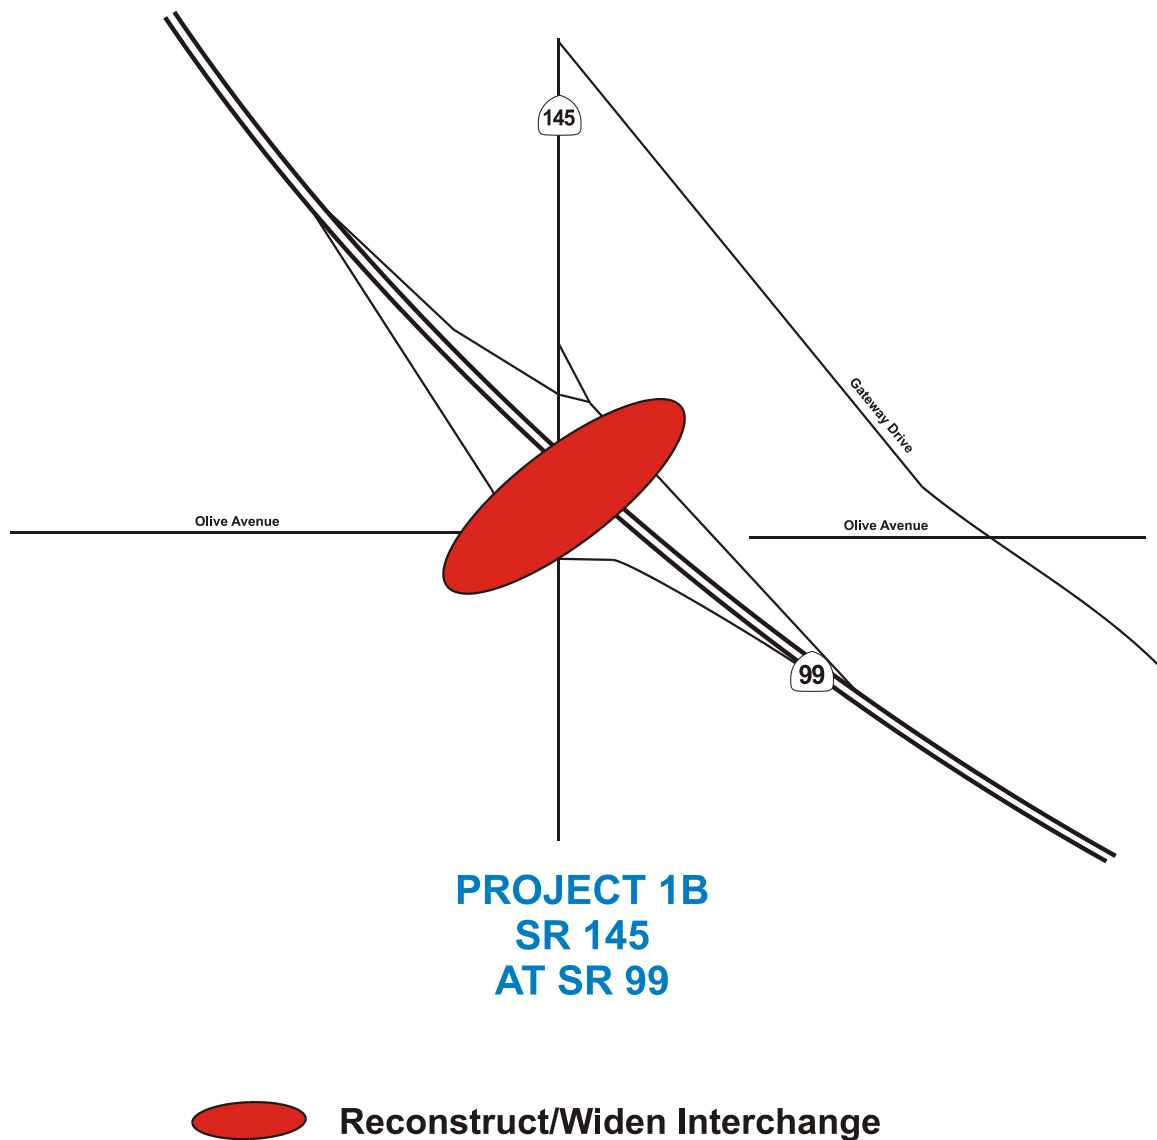 145
Gateway Drive
Olive Avenue
Olive Avenue
99
PROJECT 1B
SR 145
AT SR 99
Reconstruct/Widen Interchange